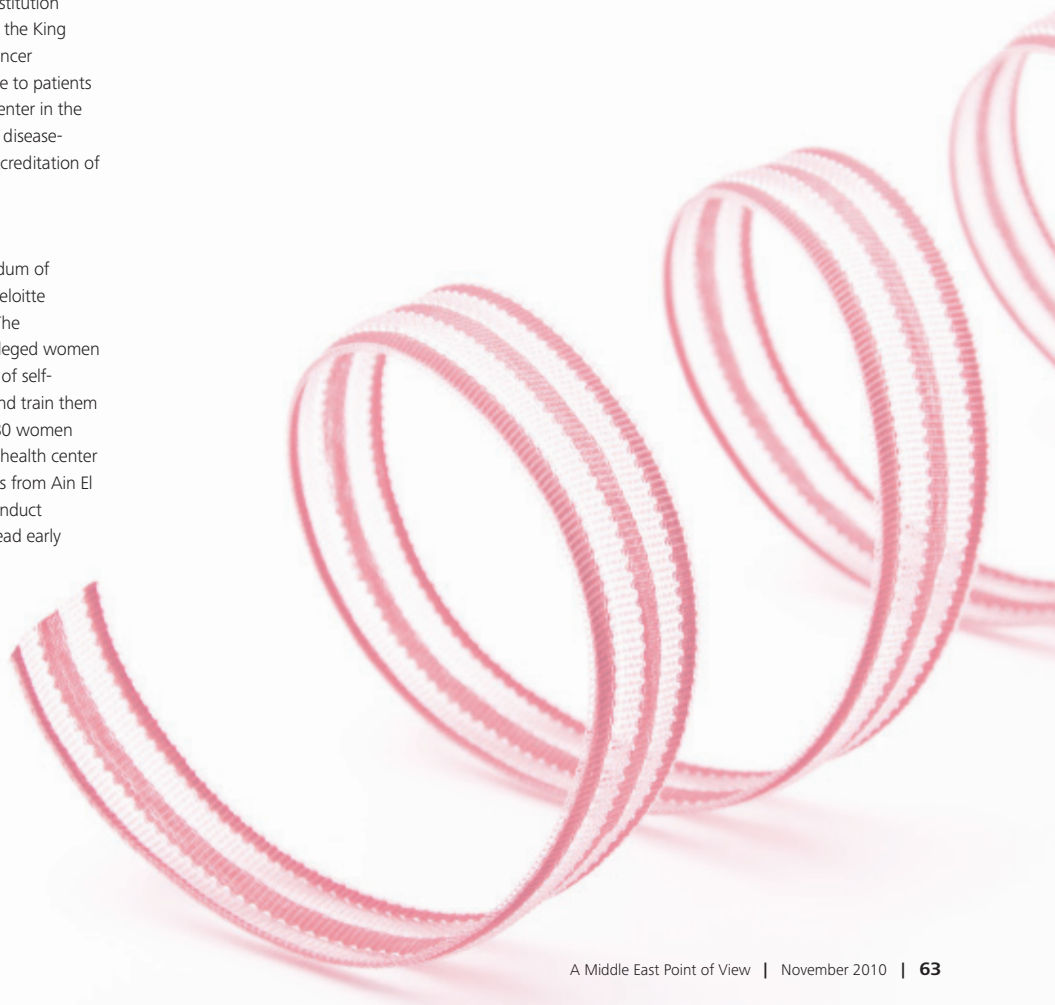 stitution
the King
ncer
e to patients
enter in the
disease-
creditation of
dum of
eloitte
he
leged women
of self-
nd train them
30 women
health center
s from Ain El
nduct
ead early
A Middle East Point of View | November 2010 | 63